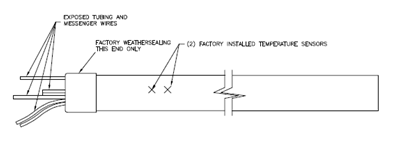 EXPOSED TUBING AND
MESSENGER WIRES
FACTORY WEATHERSEALING
THIS END ONLY
(2) FACTORY INSTALLED TEMPERATURE SENSORS